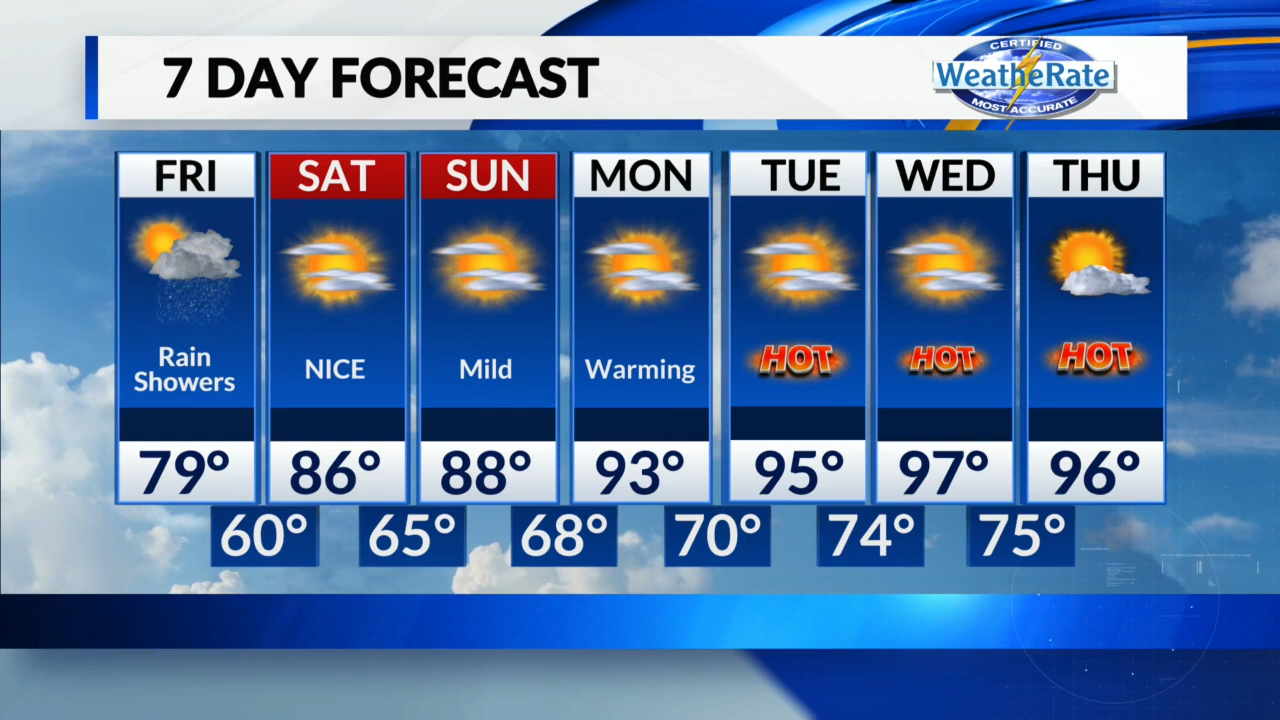 7 DAY FORECAST
CERTIFIED
WeatheRate
MOST ACCURATE
FRI SAT SUN MON TUE WED THU
Rain
Showers
NICE Mild Warming HOT HOT HOT
79° 86° 88° 93° 95° 97° 96°
60° 65° 68° 70° 74° 75°